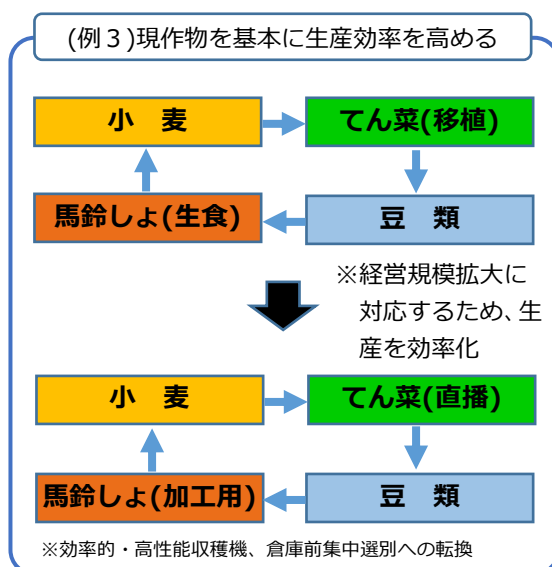 (例３)現作物を基本に生産効率を高める
小　麦
てん菜(移植)
馬鈴しょ(生食)
豆　類
※経営規模拡大に
対応するため、生
産を効率化
小　麦
てん菜(直播)
馬鈴しょ(加工用)
豆　類
※効率的・高性能収穫機、倉庫前集中選別への転換